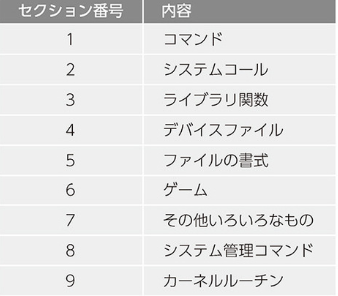 セクション番号 内容
1 コマンド
2 システムコール
3 ライブラリ関数
4 デバイスファイル
5 ファイルの書式
6 ゲーム
7 その他いろいろなもの
8 システム管理コマンド
9 カーネルルーチン